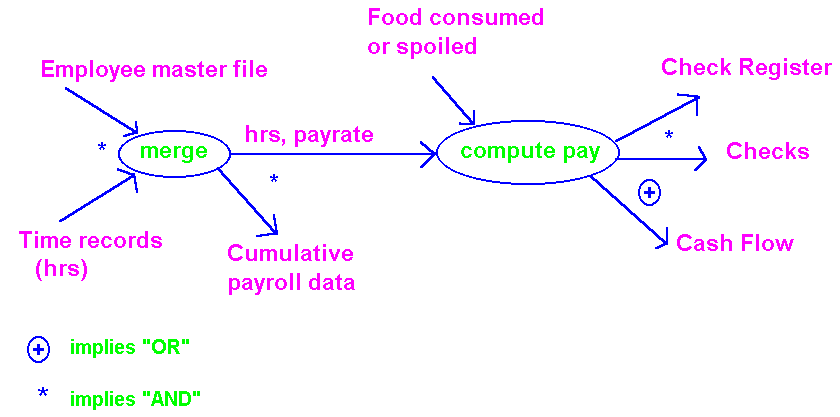 Food consumed
or spoiled
Employee master file
Check Register
*
*
merge
hrs, payrate
compute pay
Checks
*
+
Time records
(hrs)
Cumulative
payroll data
Cash Flow
+ implies "OR"
* implies "AND"